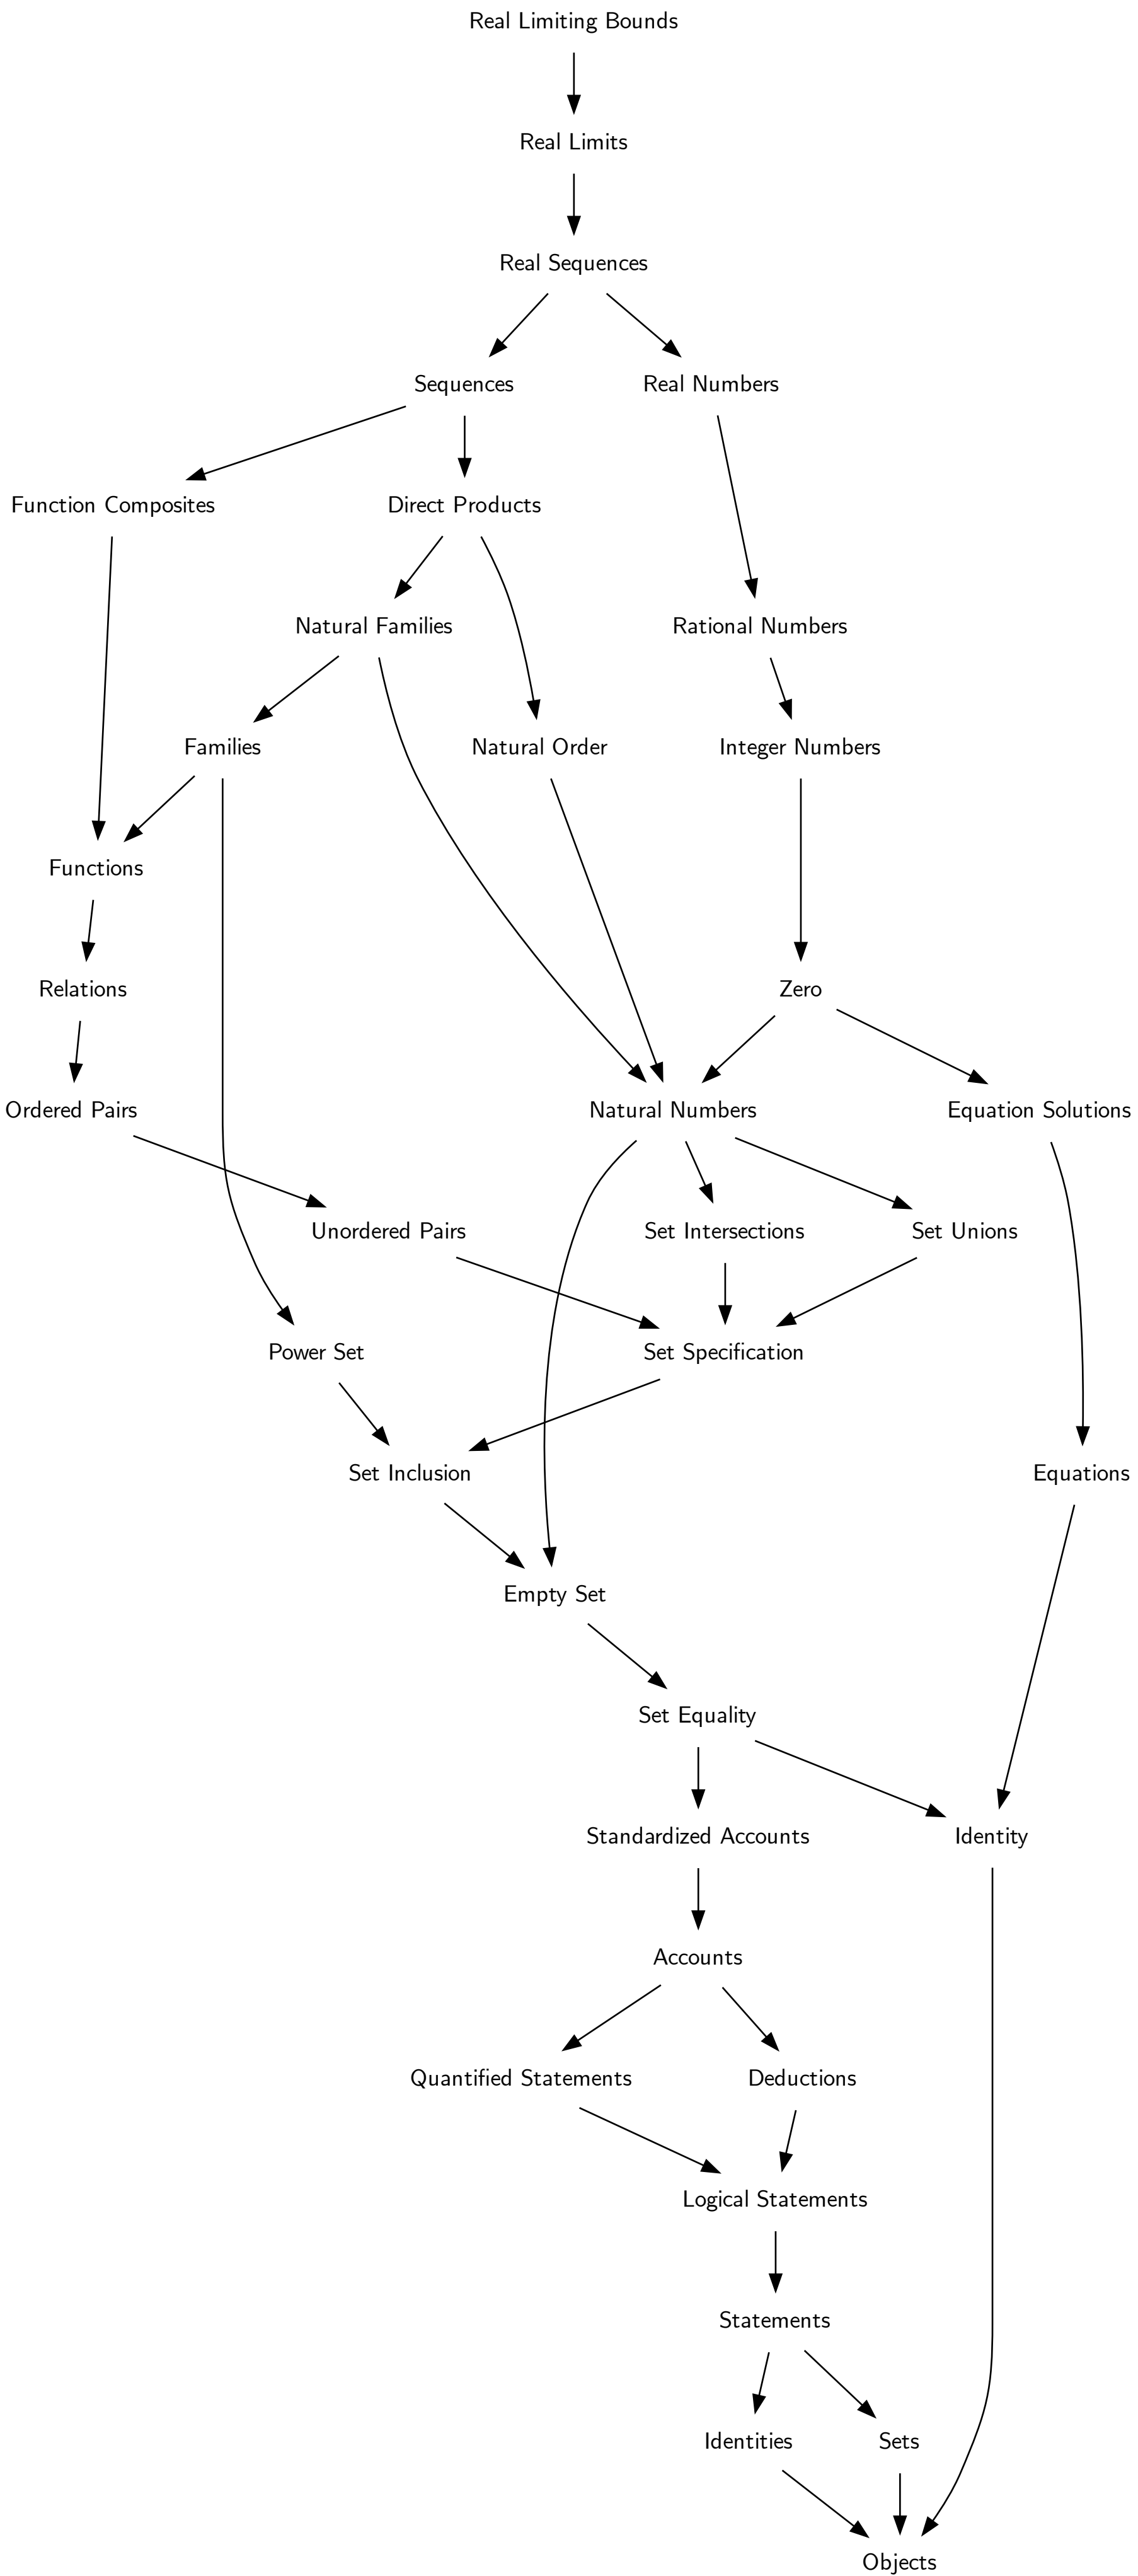 Real Limiting Bounds
Real Limits
Real Sequences
Sequences
Real Numbers
Function Composites
Direct Products
Natural Families
Rational Numbers
Families
Natural Order
Integer Numbers
Functions
Relations
Zero
Ordered Pairs
Natural Numbers
Equation Solutions
Unordered Pairs
Set Intersections
Set Unions
Power Set
Set Specification
Set Inclusion
Equations
Empty Set
Set Equality
Standardized Accounts
Identity
Accounts
Quantified Statements
Deductions
Logical Statements
Statements
Identities
Sets
Objects